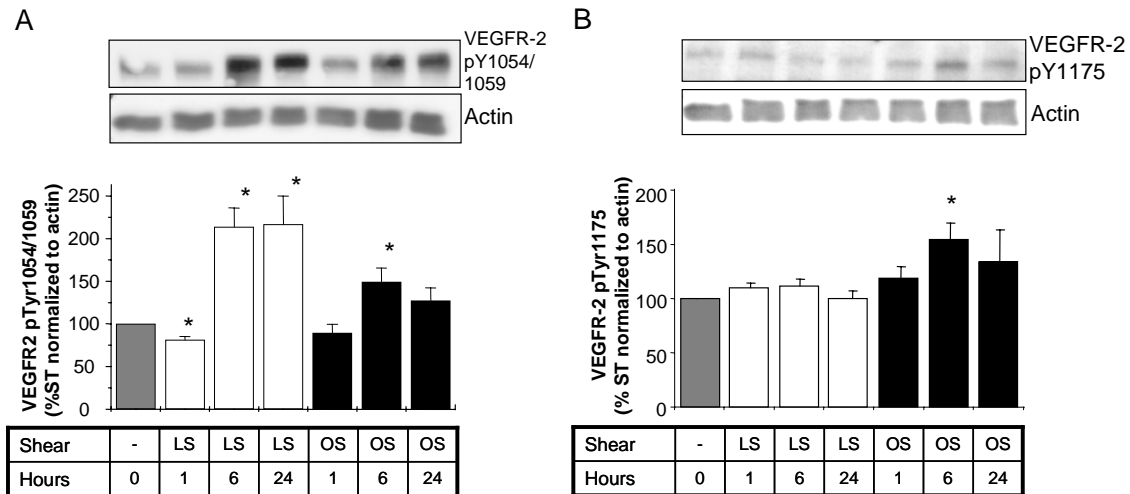 A
VEGFR-2
pY1054/
1059
Actin
VEGFR2 pTyr1054/1059
(%ST normalized to actin)
250
200
150
100
50
0
*
*
*
*
Shear - LS LS LS OS OS OS
Hours 0 1 6 24 1 6 24
B
VEGFR-2
pY1175
Actin
VEGFR-2 pTyr1175
(% ST normalized to actin)
200
150
100
50
0
*
Shear - LS LS LS OS OS OS
Hours 0 1 6 24 1 6 24